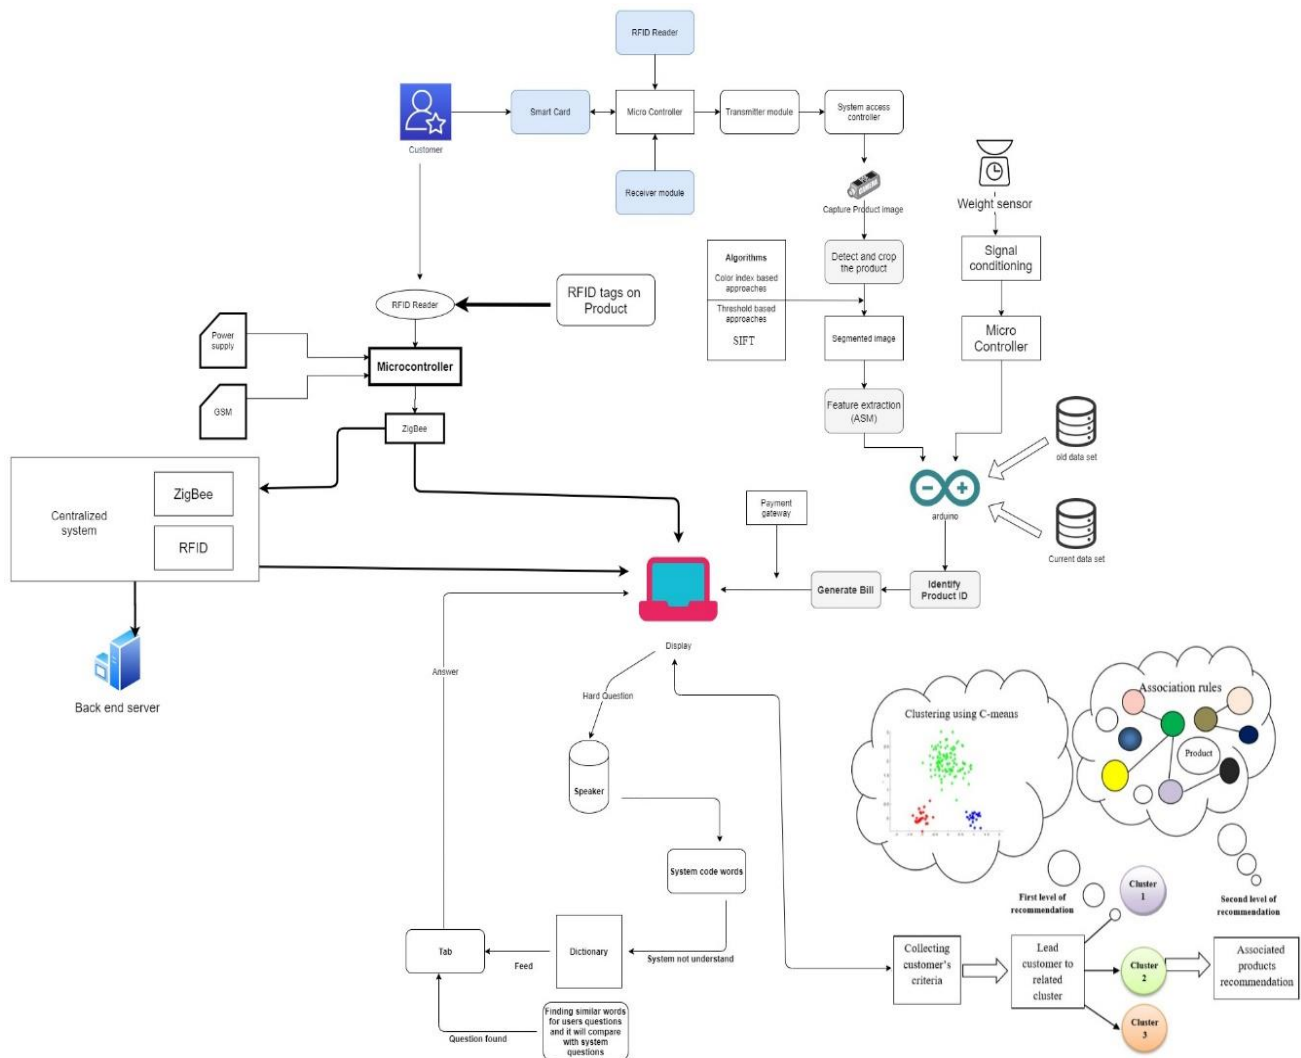 RFID Reader
Customer
Smart Card
Micro Controller
Transmitter module
System access
controller
Receiver module
Capture Product image
Weight sensor
Algorithms
Color index based
approaches
Threshold based
approaches
SIFT
Detect and crop
the product
Signal
conditioning
RFID Reader
RFID tags on
Product
Segmented image
Micro
Controller
Power
supply
Microcontroller
GSM
ZigBee
Feature extraction
(ASM)
old data set
Centralized
system
ZigBee
RFID
Payment
gateway
arduino
Current data set
Generate Bill
Identify
Product ID
Back end server
Display
Answer
Hard Question
Speaker
System code words
Tab
Feed
Dictionary
System not understand
Question found
Finding similar words
for users questions
and it will compare
with system
questions
Clustering using C-means
Association rules
Product
First level of
recommendation
Second level of
recommendation
Cluster
1
Collecting
customer's
criteria
Lead
customer to
related
cluster
Cluster
2
Associated
products
recommendation
Cluster
3